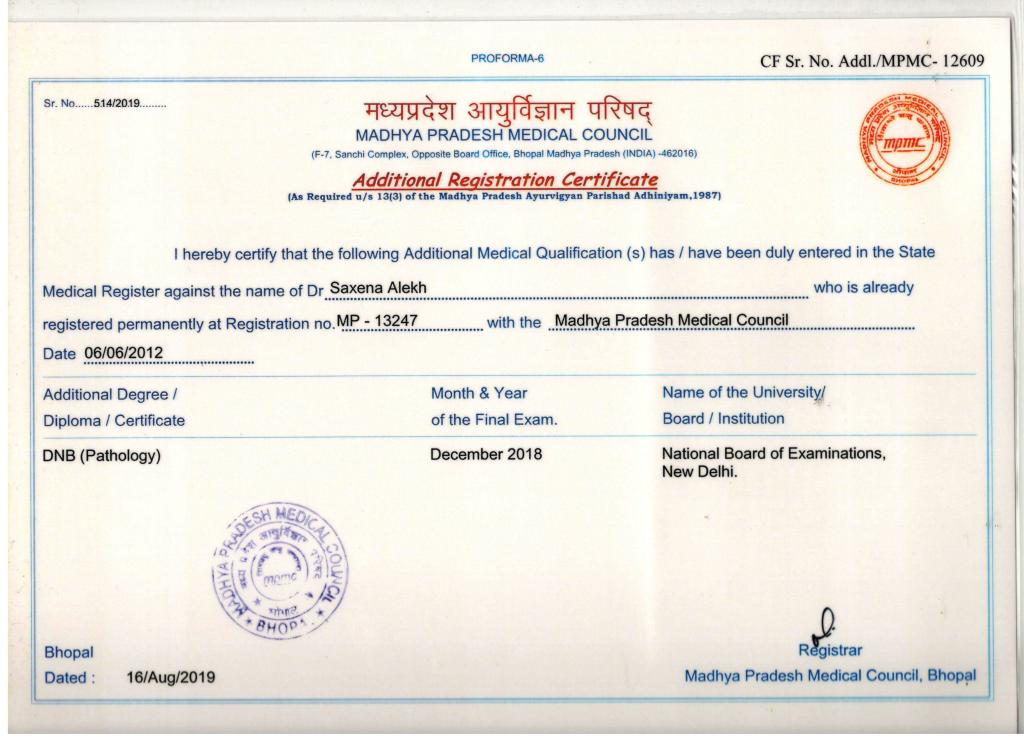 PROFORMA-6
CF Sr. No. Addl./MPMC- 12609
Sr. No......514/2019.........
मध्यप्रदेश आयुर्विज्ञान परिषद्
MADHYA PRADESH MEDICAL COUNCIL
(F-7, Sanchi Complex, Opposite Board Office, Bhopal Madhya Pradesh (INDIA) -462016)
Additional Registration Certificate
(As Required u/s 13(3) of the Madhya Pradesh Ayurvigyan Parishad Adhiniyam,1987)
MADHYA PRADESH MEDICAL COUNCIL
mpmc
भोपाल
BHOPAL
I hereby certify that the following Additional Medical Qualification (s) has / have been duly entered in the State
Medical Register against the name of Dr Saxena Alekh who is already
registered permanently at Registration no. MP - 13247 with the Madhya Pradesh Medical Council
Date 06/06/2012
Additional Degree / Month & Year Name of the University/
Diploma / Certificate of the Final Exam. Board / Institution
DNB (Pathology) December 2018 National Board of Examinations,
New Delhi.
MADHYA PRADESH MEDICAL COUNCIL
mpmc
भोपाल
Bhopal Registrar
Dated : 16/Aug/2019 Madhya Pradesh Medical Council, Bhopal